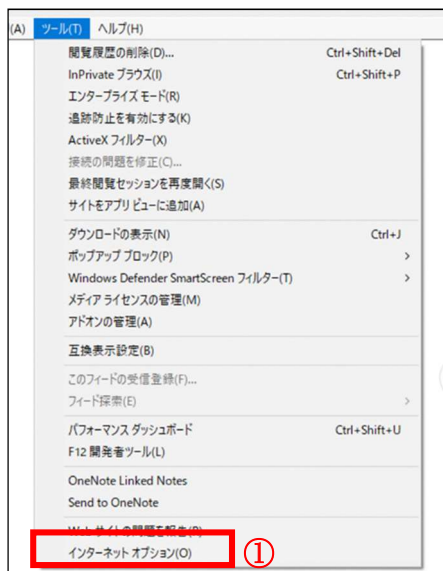 (A) ツール(T) ヘルプ(H)
閲覧履歴の削除(D)... Ctrl+Shift+Del
InPrivate ブラウズ(I) Ctrl+Shift+P
エンタープライズ モード(R)
追跡防止を有効にする(K)
ActiveX フィルター(X)
接続の問題を修正(C)...
最終閲覧セッションを再度開く(S)
サイトをアプリ ビューに追加(A)
ダウンロードの表示(N) Ctrl+J
ポップアップ ブロック(P) >
Windows Defender SmartScreen フィルター(T) >
メディア ライセンスの管理(M)
アドオンの管理(A)
互換表示設定(B)
このフィードの受信登録(F)...
フィード探索(E) >
パフォーマンス ダッシュボード Ctrl+Shift+U
F12 開発者ツール(L)
OneNote Linked Notes
Send to OneNote
Web サイトの問題を報告(R)
インターネット オプション(O) ①